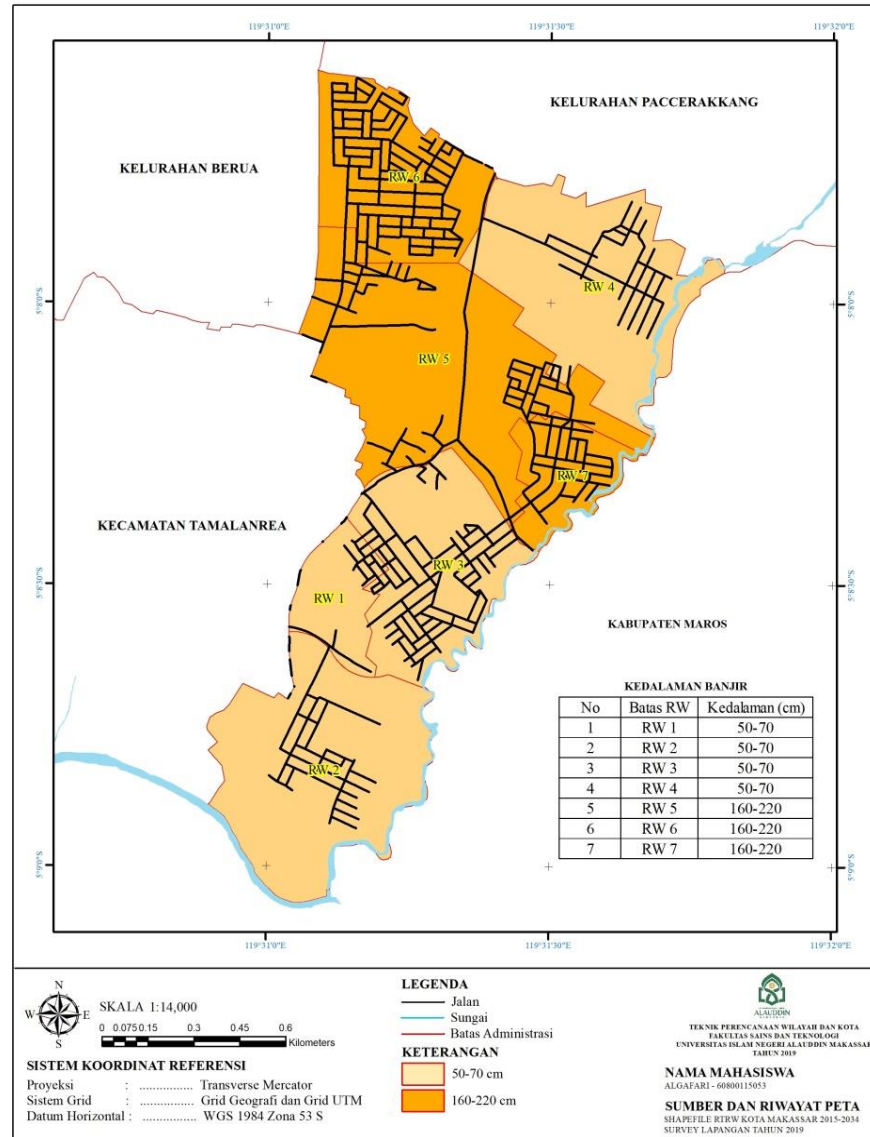 119°31'0"E
119°31'30"E
119°32'0"E
KELURAHAN PACCERAKKANG
KELURAHAN BERUA
RW 6
RW 4
5°8'0"S
5°8'0"S
RW 5
RW 7
KECAMATAN TAMALANREA
RW 3
5°8'30"S
5°8'30"S
RW 1
KABUPATEN MAROS
KEDALAMAN BANJIR
No Batas RW Kedalaman (cm)
1 RW 1 50-70
2 RW 2 50-70
3 RW 3 50-70
4 RW 4 50-70
5 RW 5 160-220
6 RW 6 160-220
7 RW 7 160-220
RW 2
5°9'0"S
5°9'0"S
119°31'0"E
119°31'30"E
119°32'0"E
N
W E
S
SKALA 1:14,000
0 0.075 0.15 0.3 0.45 0.6
Kilometers
SISTEM KOORDINAT REFERENSI
Proyeksi : ................ Transverse Mercator
Sistem Grid : ................ Grid Geografi dan Grid UTM
Datum Horizontal : ................ WGS 1984 Zona 53 S
LEGENDA
Jalan
Sungai
Batas Administrasi
KETERANGAN
50-70 cm
160-220 cm
ALAUDDIN
TEKNIK PERENCANAAN WILAYAH DAN KOTA
FAKULTAS SAINS DAN TEKNOLOGI
UNIVERSITAS ISLAM NEGERI ALAUDDIN MAKASSAR
TAHUN 2019
NAMA MAHASISWA
ALGAFARI - 60800115053
SUMBER DAN RIWAYAT PETA
SHAPEFILE RTRW KOTA MAKASSAR 2015-2034
SURVEY LAPANGAN TAHUN 2019